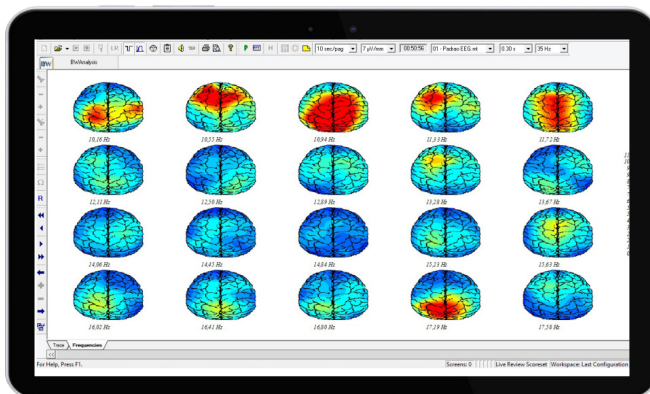 10 sec/pag 7 µV/mm 00:50:56 01 - Padrao EEG.mt 0.30 s 35 Hz
BWAnalysis
10,16 Hz 10,55 Hz 10,94 Hz 11,33 Hz 11,72 Hz
12,11 Hz 12,50 Hz 12,89 Hz 13,28 Hz 13,67 Hz
14,06 Hz 14,45 Hz 14,84 Hz 15,23 Hz 15,63 Hz
16,02 Hz 16,41 Hz 16,80 Hz 17,19 Hz 17,58 Hz
R
Trace Frequencies
For Help, Press F1. Screens: 0 Live Review Scoreset Workspace: Last Configuration